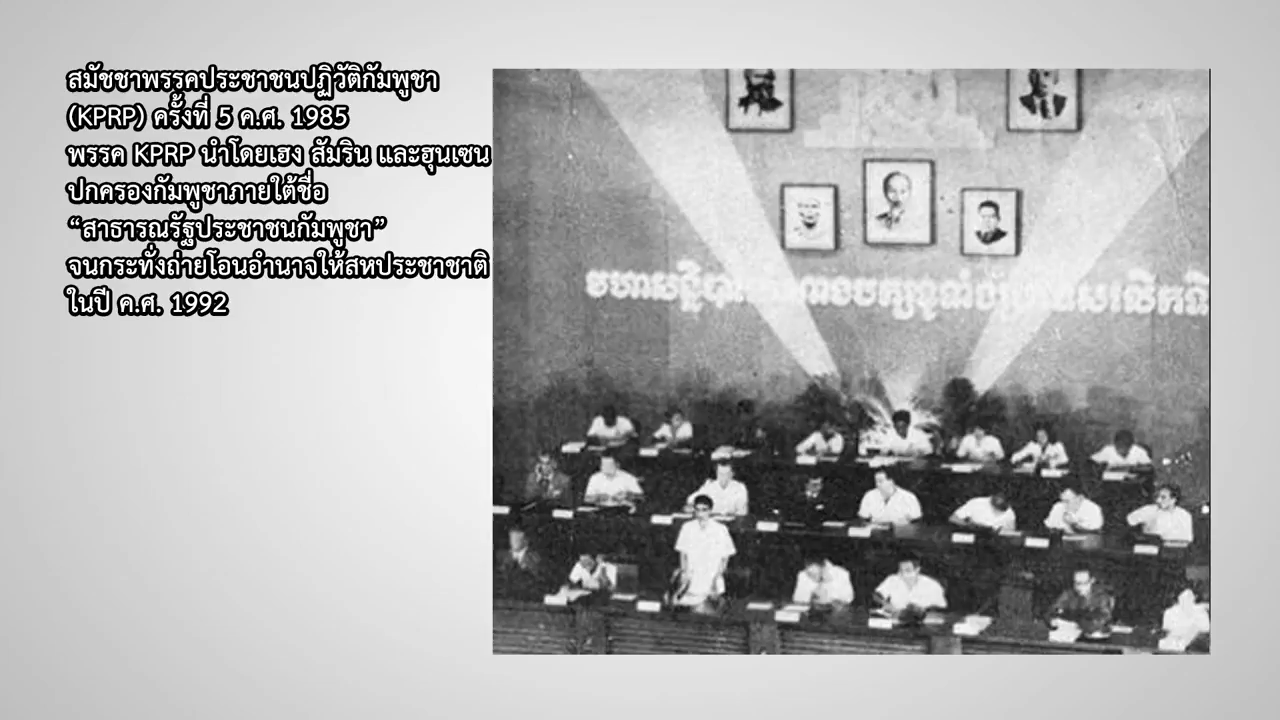 สมัชชาพรรคประชาชนปฏิวัติกัมพูชา
(KPRP) ครั้งที่ 5 ค.ศ. 1985
พรรค KPRP นำโดยเฮง สัมริน และฮุนเซน
ปกครองกัมพูชาภายใต้ชื่อ
“สาธารณรัฐประชาชนกัมพูชา”
จนกระทั่งถ่ายโอนอำนาจให้สหประชาชาติ
ในปี ค.ศ. 1992